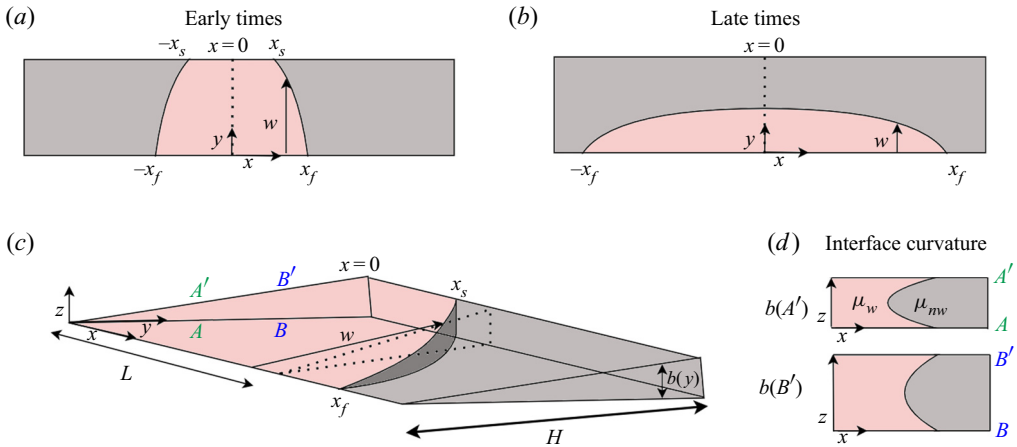 (a) Early times
−x_s x = 0 x_s
w
y
x
−x_f x_f
(b) Late times
x = 0
y
w
−x_f x_f
(c)
x = 0
A′ B′
x_s
z
y
A B
x
w
L
x_f
b(y)
H
(d) Interface curvature
A′
b(A′) μ_w μ_nw
z
x
A
B′
b(B′)
z
x
B